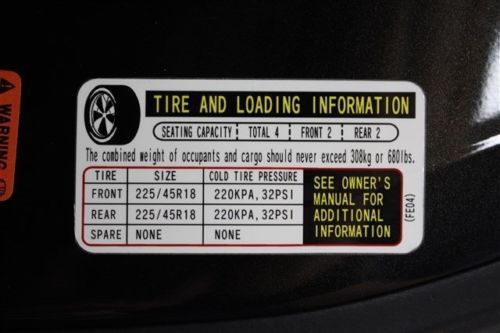 TIRE AND LOADING INFORMATION
SEATING CAPACITY | TOTAL 4 | FRONT 2 | REAR 2
The combined weight of occupants and cargo should never exceed 308kg or 680lbs.
TIRE SIZE COLD TIRE PRESSURE
FRONT 225/45R18 220KPA,32PSI
REAR 225/45R18 220KPA,32PSI
SPARE NONE NONE
SEE OWNER'S
MANUAL FOR
ADDITIONAL
INFORMATION
(FE04)
WARNING